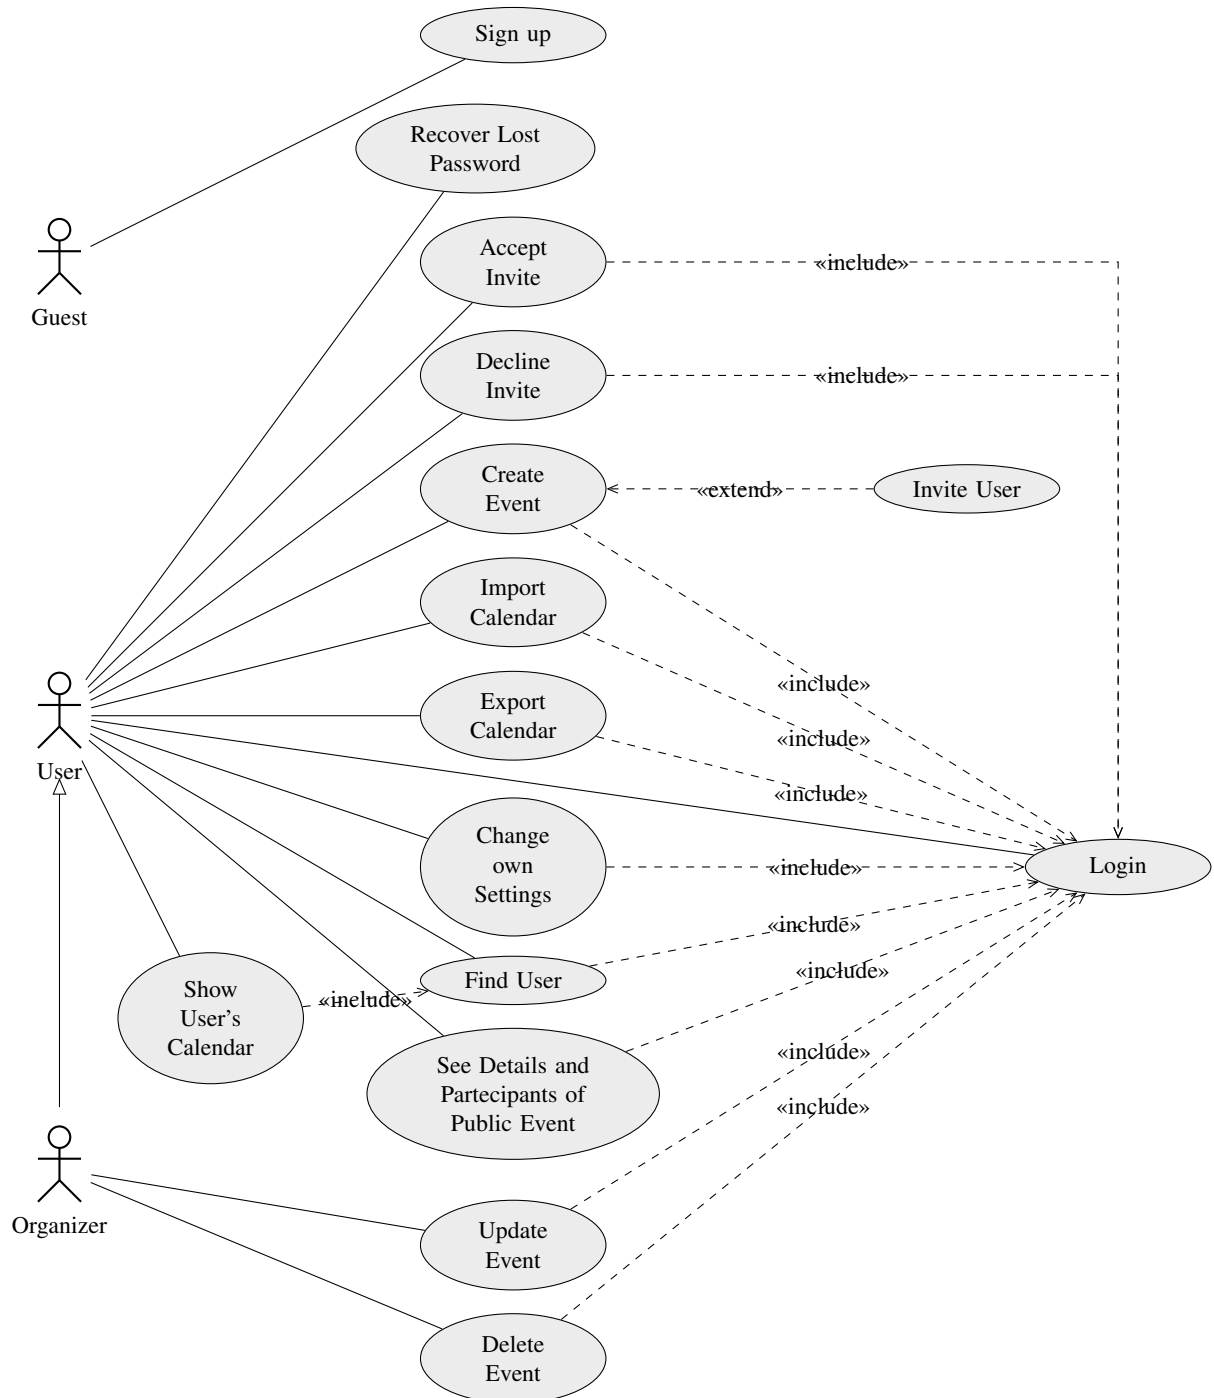 Sign up
Recover Lost
Password
Guest
Accept
Invite
«include»
Decline
Invite
«include»
Create
Event
«extend»
Invite User
Import
Calendar
«include»
User
Export
Calendar
«include»
«include»
Change
own
Settings
«include»
Login
Show
User's
Calendar
«include»
Find User
«include»
«include»
See Details and
Partecipants of
Public Event
«include»
«include»
Organizer
Update
Event
Delete
Event